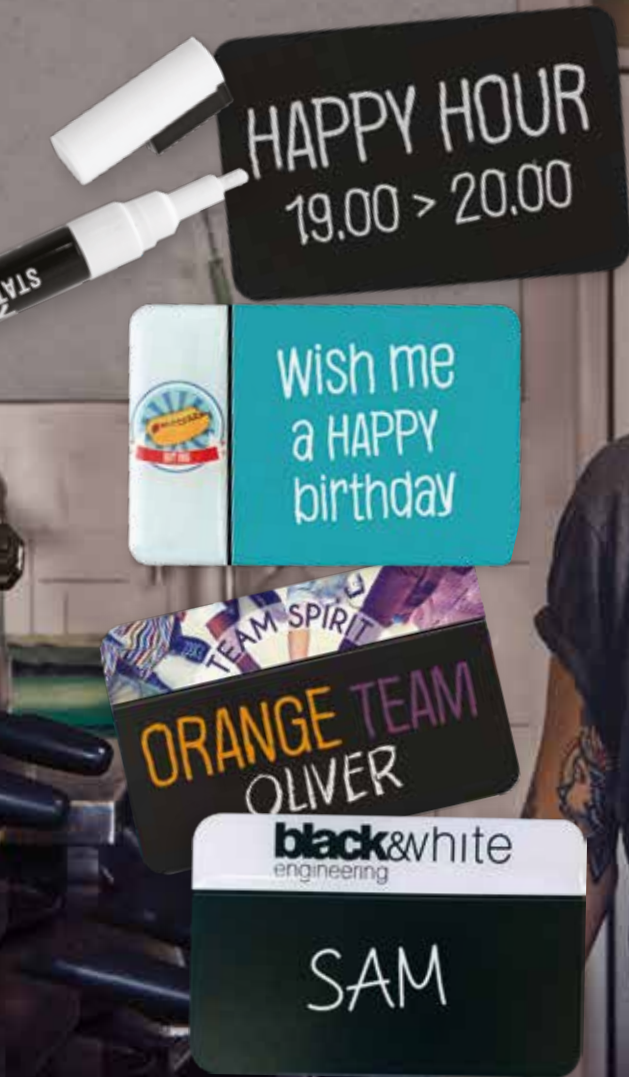 HAPPY HOUR
19.00 > 20.00
STA
Wish me
a HAPPY
birthday
TEAM SPIRIT
ORANGE TEAM
OLIVER
black&white
engineering
SAM